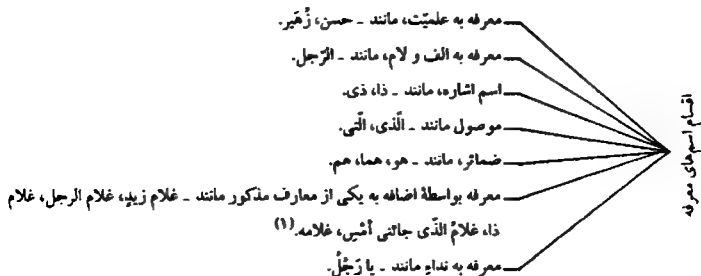 اقسام اسم‌های معرفه
معرفه به علمیّت، مانند ـ حسن، زُهَیر.
معرفه به الف و لام، مانند ـ الرّجل.
اسم اشاره، مانند ـ ذا، ذی.
موصول مانند ـ الّذی، الّتی.
ضمائر، مانند ـ هو، هما، هم.
معرفه بواسطهٔ اضافه به یکی از معارف مذکور مانند ـ غلام زیدٍ، غلام الرجل، غلام
ذا، غلامُ الّذی جائنی أمْسِ، غلامه.(۱)
معرفه به نداءِ مانند ـ یا رَجُلُ.